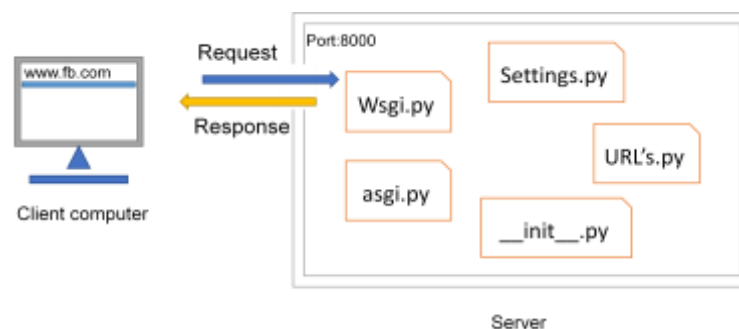 Request
Port:8000
www.fb.com
Settings.py
Wsgi.py
Response
URL's.py
asgi.py
Client computer
__init__.py
Server